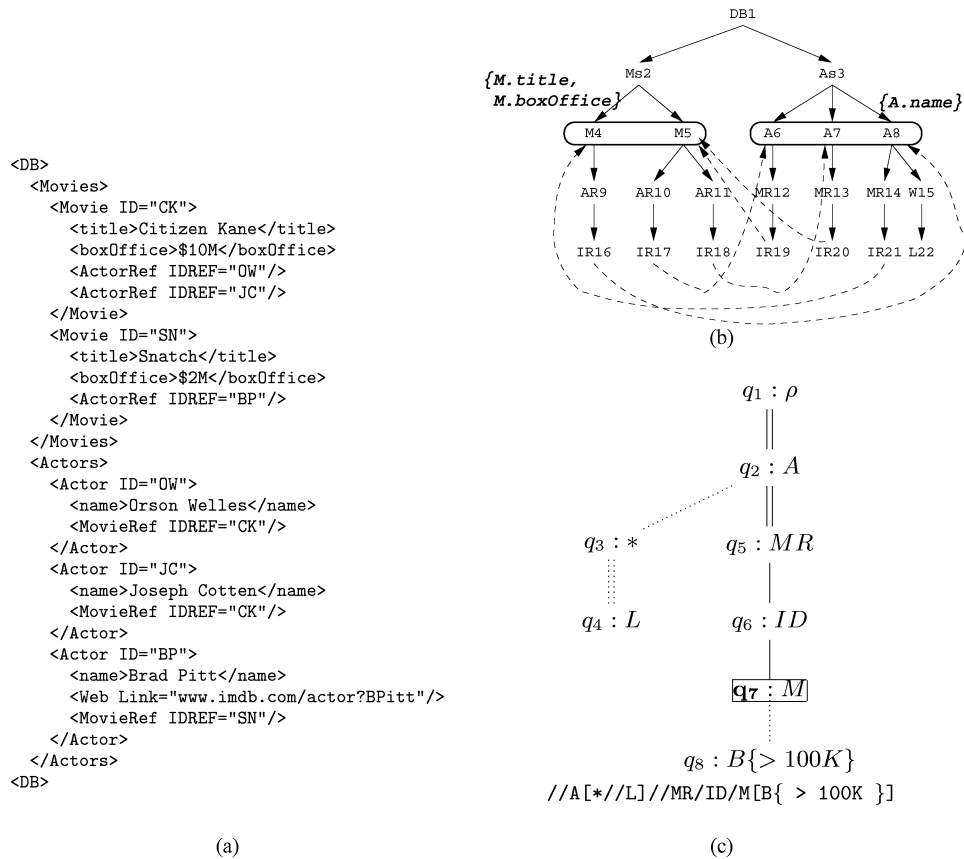 <DB>
<Movies>
<Movie ID="CK">
<title>Citizen Kane</title>
<boxOffice>$10M</boxOffice>
<ActorRef IDREF="OW"/>
<ActorRef IDREF="JC"/>
</Movie>
<Movie ID="SN">
<title>Snatch</title>
<boxOffice>$2M</boxOffice>
<ActorRef IDREF="BP"/>
</Movie>
</Movies>
<Actors>
<Actor ID="OW">
<name>Orson Welles</name>
<MovieRef IDREF="CK"/>
</Actor>
<Actor ID="JC">
<name>Joseph Cotten</name>
<MovieRef IDREF="CK"/>
</Actor>
<Actor ID="BP">
<name>Brad Pitt</name>
<Web Link="www.imdb.com/actor?BPitt"/>
<MovieRef IDREF="SN"/>
</Actor>
</Actors>
<DB>
(a)
DB1
Ms2 As3
{M.title,
M.boxOffice} {A.name}
M4 M5 A6 A7 A8
AR9 AR10 AR11 MR12 MR13 MR14 W15
IR16 IR17 IR18 IR19 IR20 IR21 L22
(b)
q1 : ρ
q2 : A
q3 : * q5 : MR
q4 : L q6 : ID
q7 : M
q8 : B{> 100K}
//A[*//L]//MR/ID/M[B{ > 100K }]
(c)